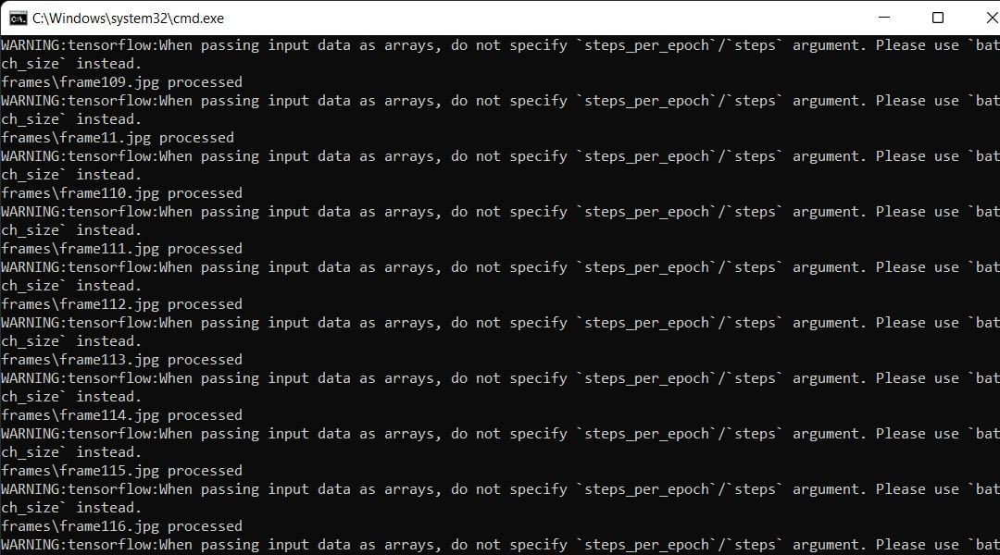 C:\Windows\system32\cmd.exe
WARNING:tensorflow:When passing input data as arrays, do not specify `steps_per_epoch`/`steps` argument. Please use `bat
ch_size` instead.
frames\frame109.jpg processed
WARNING:tensorflow:When passing input data as arrays, do not specify `steps_per_epoch`/`steps` argument. Please use `bat
ch_size` instead.
frames\frame11.jpg processed
WARNING:tensorflow:When passing input data as arrays, do not specify `steps_per_epoch`/`steps` argument. Please use `bat
ch_size` instead.
frames\frame110.jpg processed
WARNING:tensorflow:When passing input data as arrays, do not specify `steps_per_epoch`/`steps` argument. Please use `bat
ch_size` instead.
frames\frame111.jpg processed
WARNING:tensorflow:When passing input data as arrays, do not specify `steps_per_epoch`/`steps` argument. Please use `bat
ch_size` instead.
frames\frame112.jpg processed
WARNING:tensorflow:When passing input data as arrays, do not specify `steps_per_epoch`/`steps` argument. Please use `bat
ch_size` instead.
frames\frame113.jpg processed
WARNING:tensorflow:When passing input data as arrays, do not specify `steps_per_epoch`/`steps` argument. Please use `bat
ch_size` instead.
frames\frame114.jpg processed
WARNING:tensorflow:When passing input data as arrays, do not specify `steps_per_epoch`/`steps` argument. Please use `bat
ch_size` instead.
frames\frame115.jpg processed
WARNING:tensorflow:When passing input data as arrays, do not specify `steps_per_epoch`/`steps` argument. Please use `bat
ch_size` instead.
frames\frame116.jpg processed
WARNING:tensorflow:When passing input data as arrays, do not specify `steps_per_epoch`/`steps` argument. Please use `bat